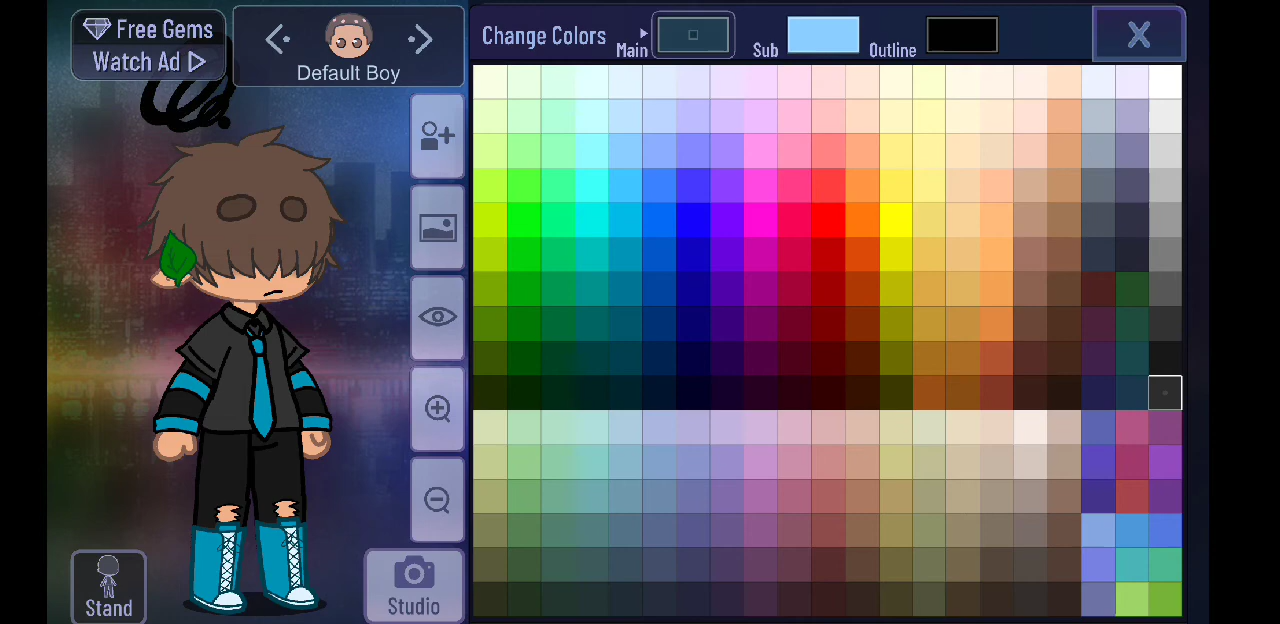 Free Gems
Watch Ad
Default Boy
Change Colors
Main
Sub
Outline
X
Stand
Studio